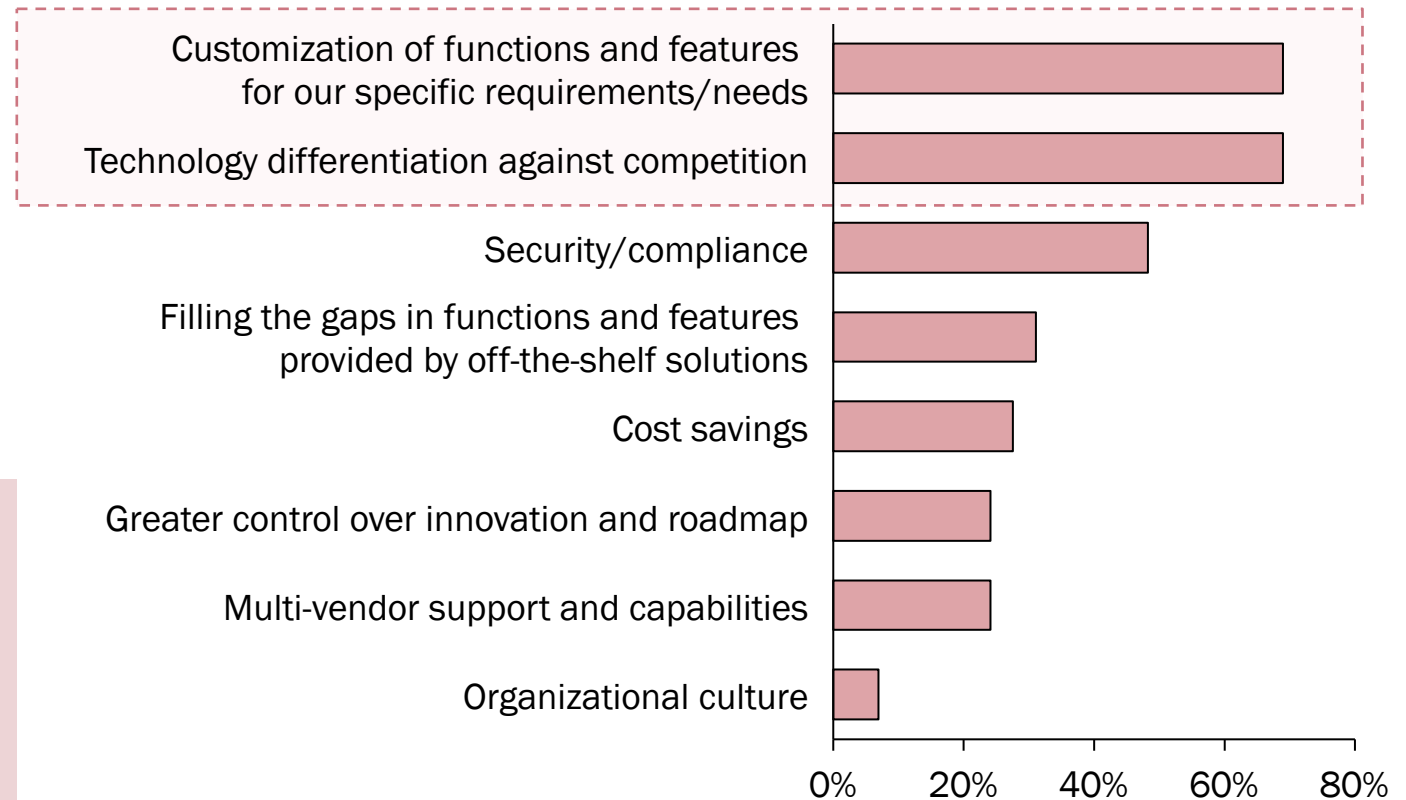 Customization of functions and features
for our specific requirements/needs
Technology differentiation against competition
Security/compliance
Filling the gaps in functions and features
provided by off-the-shelf solutions
Cost savings
Greater control over innovation and roadmap
Multi-vendor support and capabilities
Organizational culture
0% 20% 40% 60% 80%